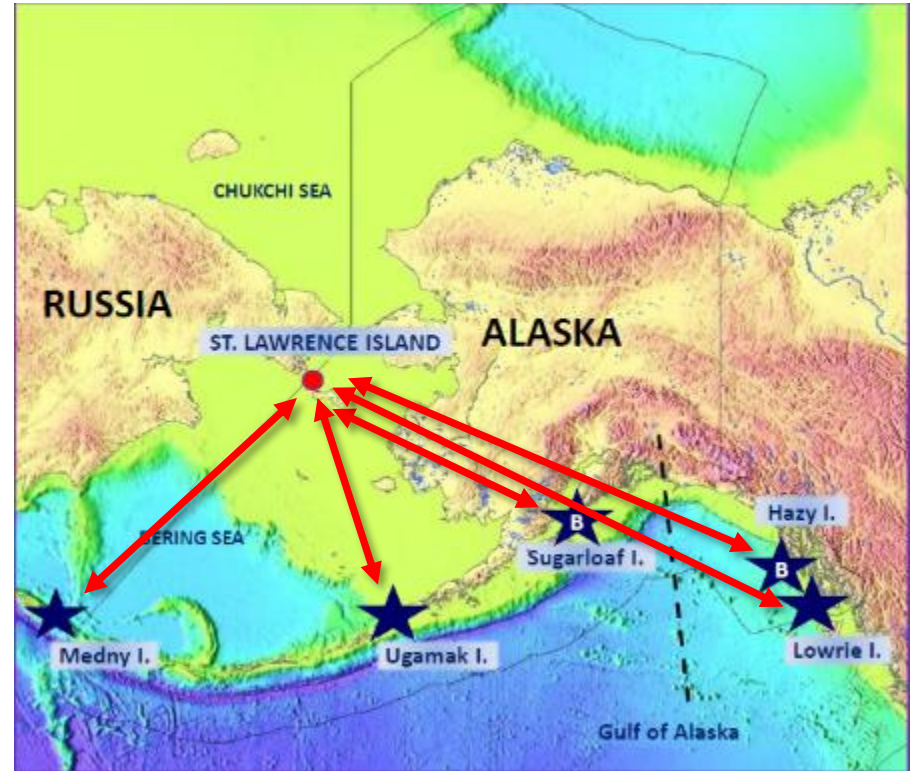 CHUKCHI SEA
RUSSIA
ST. LAWRENCE ISLAND
ALASKA
BERING SEA
B
Sugarloaf I.
Hazy I.
B
Medny I.
Ugamak I.
Lowrie I.
Gulf of Alaska